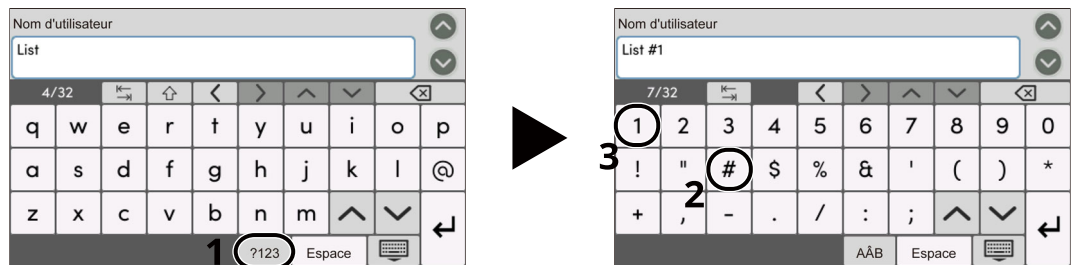 Nom d'utilisateur
List
4/32
q w e r t y u i o p
a s d f g h j k l @
z x c v b n m
1 ?123 Espace
Nom d'utilisateur
List #1
7/32
1 2 3 4 5 6 7 8 9 0
3 ! " # $ % & ' ( ) *
2
+ , - . / : ;
AÂB Espace